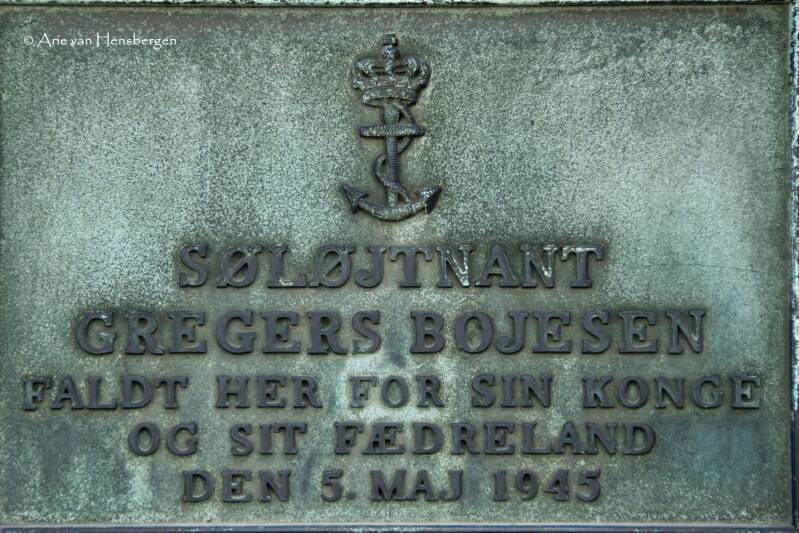 © Arie van Hensbergen
SØLØJTNANT
GREGERS BOJESEN
FALDT HER FOR SIN KONGE
OG SIT FÆDRELAND
DEN 5. MAJ 1945